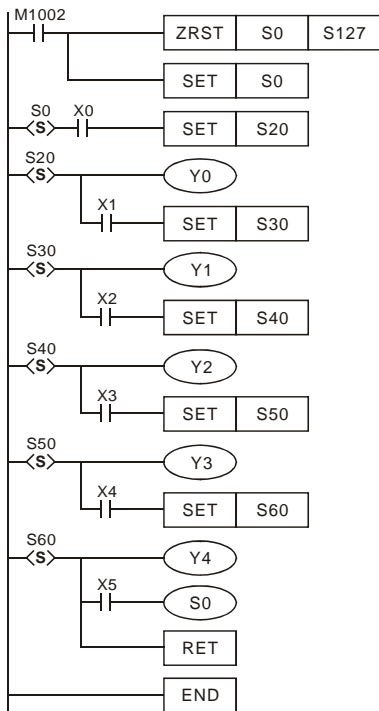 M1002
ZRST S0 S127
SET S0
S0 X0
S SET S20
S20
S Y0
X1
SET S30
S30
S Y1
X2
SET S40
S40
S Y2
X3
SET S50
S50
S Y3
X4
SET S60
S60
S Y4
X5
S0
RET
END